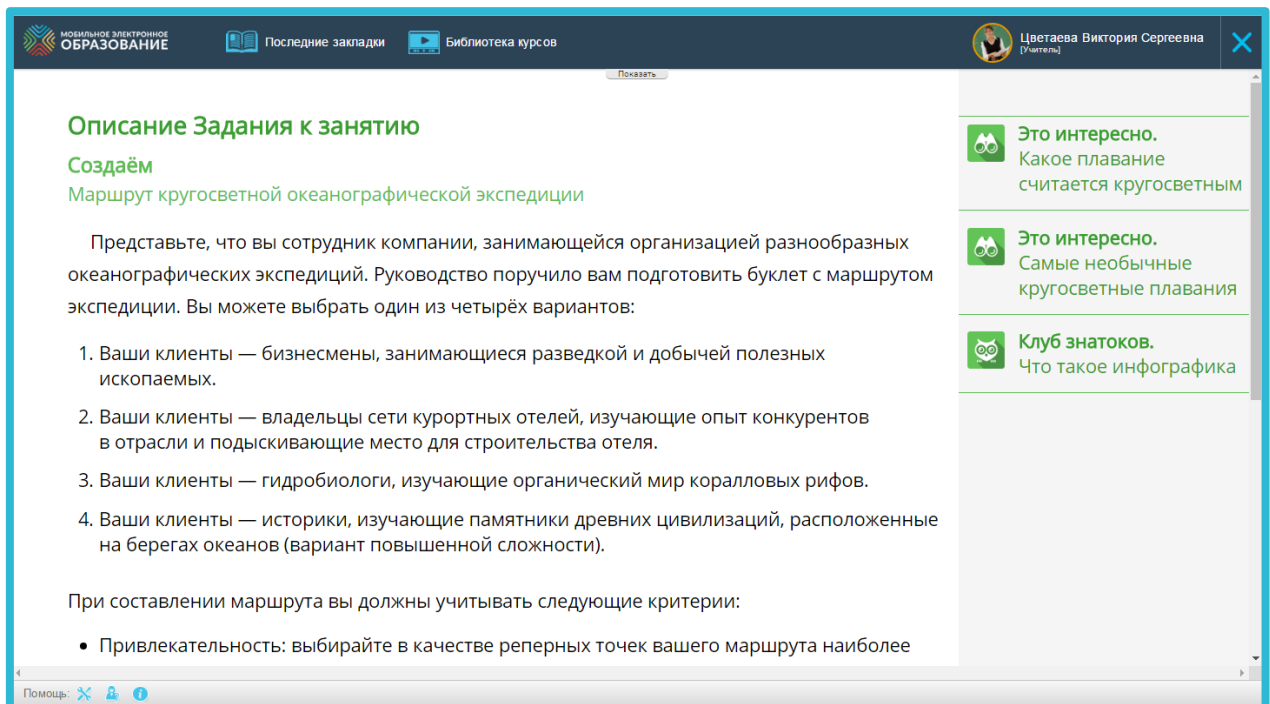 МОБИЛЬНОЕ ЭЛЕКТРОННОЕ
ОБРАЗОВАНИЕ
Последние закладки
Библиотека курсов
Цветаева Виктория Сергеевна
[Учитель]
Показать
Описание Задания к занятию
Создаём
Маршрут кругосветной океанографической экспедиции
Представьте, что вы сотрудник компании, занимающейся организацией разнообразных
океанографических экспедиций. Руководство поручило вам подготовить буклет с маршрутом
экспедиции. Вы можете выбрать один из четырёх вариантов:
1. Ваши клиенты — бизнесмены, занимающиеся разведкой и добычей полезных
ископаемых.
2. Ваши клиенты — владельцы сети курортных отелей, изучающие опыт конкурентов
в отрасли и подыскивающие место для строительства отеля.
3. Ваши клиенты — гидробиологи, изучающие органический мир коралловых рифов.
4. Ваши клиенты — историки, изучающие памятники древних цивилизаций, расположенные
на берегах океанов (вариант повышенной сложности).
При составлении маршрута вы должны учитывать следующие критерии:
• Привлекательность: выбирайте в качестве реперных точек вашего маршрута наиболее
Это интересно.
Какое плавание
считается кругосветным
Это интересно.
Самые необычные
кругосветные плавания
Клуб знатоков.
Что такое инфографика
Помощь: